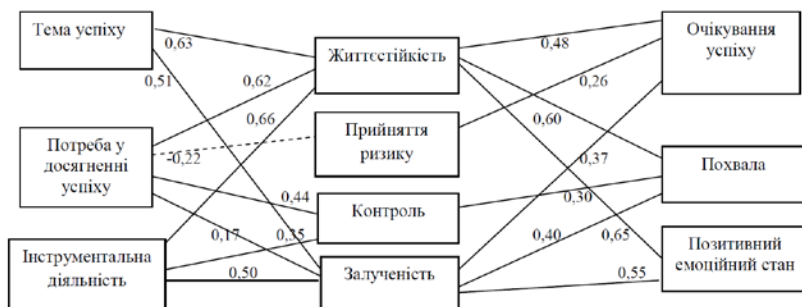 Тема успіху
0,63
0,51
Життєстійкість
0,48
Очікування
успіху
0,62
0,26
0,66
0,60
Потреба у
досягненні
успіху
-0,22
Прийняття
ризику
0,37
Похвала
0,44
Контроль
0,30
0,17
0,35
0,40
0,65
Інструментальна
діяльність
0,50
Залученість
0,55
Позитивний
емоційний стан